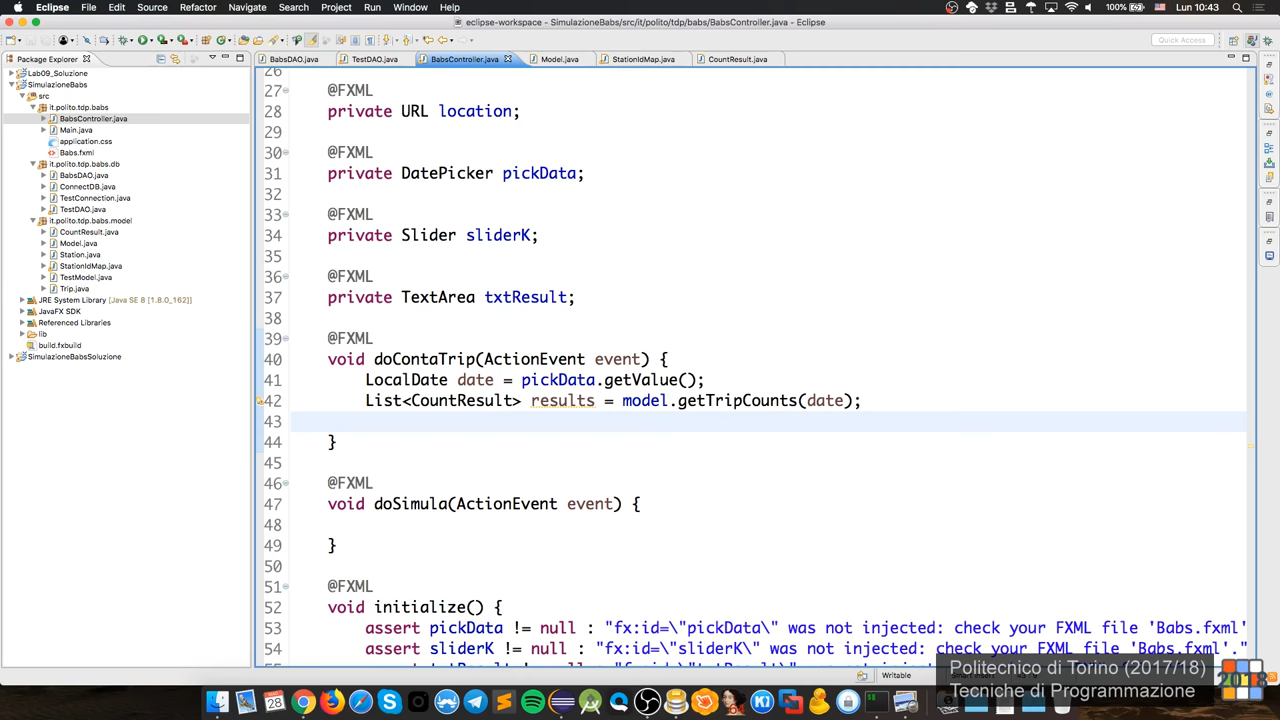 Eclipse File Edit Source Refactor Navigate Search Project Run Window Help 100% Lun 10:43
eclipse-workspace - SimulazioneBabs/src/it/polito/tdp/babs/BabsController.java - Eclipse
Quick Access
Package Explorer
BabsDAO.java TestDAO.java BabsController.java Model.java StationIdMap.java CountResult.java
Lab09_Soluzione
SimulazioneBabs
src
it.polito.tdp.babs
BabsController.java
Main.java
application.css
Babs.fxml
it.polito.tdp.babs.db
BabsDAO.java
ConnectDB.java
TestConnection.java
TestDAO.java
it.polito.tdp.babs.model
CountResult.java
Model.java
Station.java
StationIdMap.java
TestModel.java
Trip.java
JRE System Library [Java SE 8 [1.8.0_162]]
JavaFX SDK
Referenced Libraries
lib
build.fxbuild
SimulazioneBabsSoluzione
26
27 @FXML
28 private URL location;
29
30 @FXML
31 private DatePicker pickData;
32
33 @FXML
34 private Slider sliderK;
35
36 @FXML
37 private TextArea txtResult;
38
39 @FXML
40 void doContaTrip(ActionEvent event) {
41 LocalDate date = pickData.getValue();
42 List<CountResult> results = model.getTripCounts(date);
43
44 }
45
46 @FXML
47 void doSimula(ActionEvent event) {
48
49 }
50
51 @FXML
52 void initialize() {
53 assert pickData != null : "fx:id=\"pickData\" was not injected: check your FXML file 'Babs.fxml'
54 assert sliderK != null : "fx:id=\"sliderK\" was not injected: check your FXML file 'Babs.fxml'."
Writable
Politecnico di Torino (2017/18)
Tecniche di Programmazione
2018